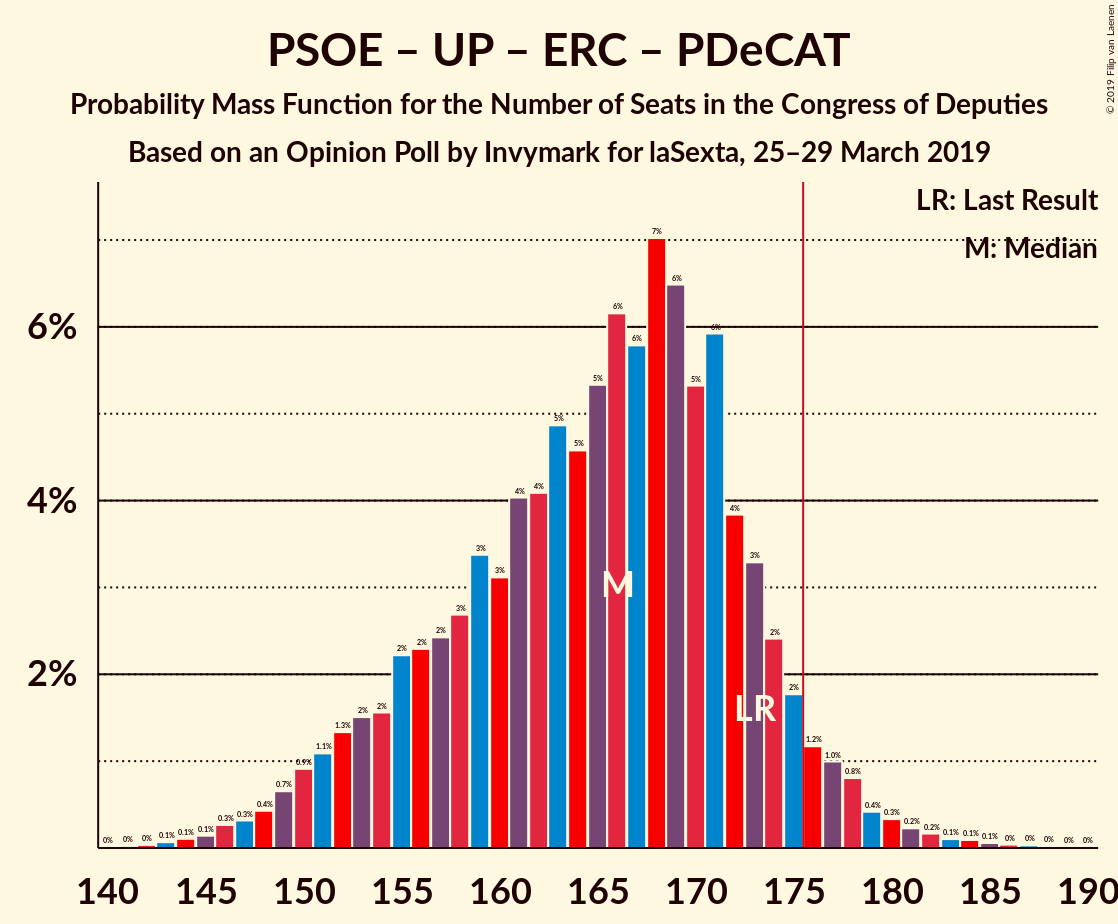 PSOE – UP – ERC – PDeCAT
Probability Mass Function for the Number of Seats in the Congress of Deputies
Based on an Opinion Poll by Invymark for laSexta, 25–29 March 2019
© 2019 Filip van Laenen
LR: Last Result
M: Median
6%
4%
2%
0% 0% 0% 0.1% 0.1% 0.1% 0.3% 0.3% 0.4% 0.7% 0.9% 1.1% 1.3% 2% 2% 2% 2% 2% 3% 3% 3% 4% 4% 5% 5% 5% 6% 6% 7% 6% 5% 6% 4% 3% 2% 2% 1.2% 1.0% 0.8% 0.4% 0.3% 0.2% 0.2% 0.1% 0.1% 0.1% 0% 0% 0% 0% 0%
M
LR
140 145 150 155 160 165 170 175 180 185 190